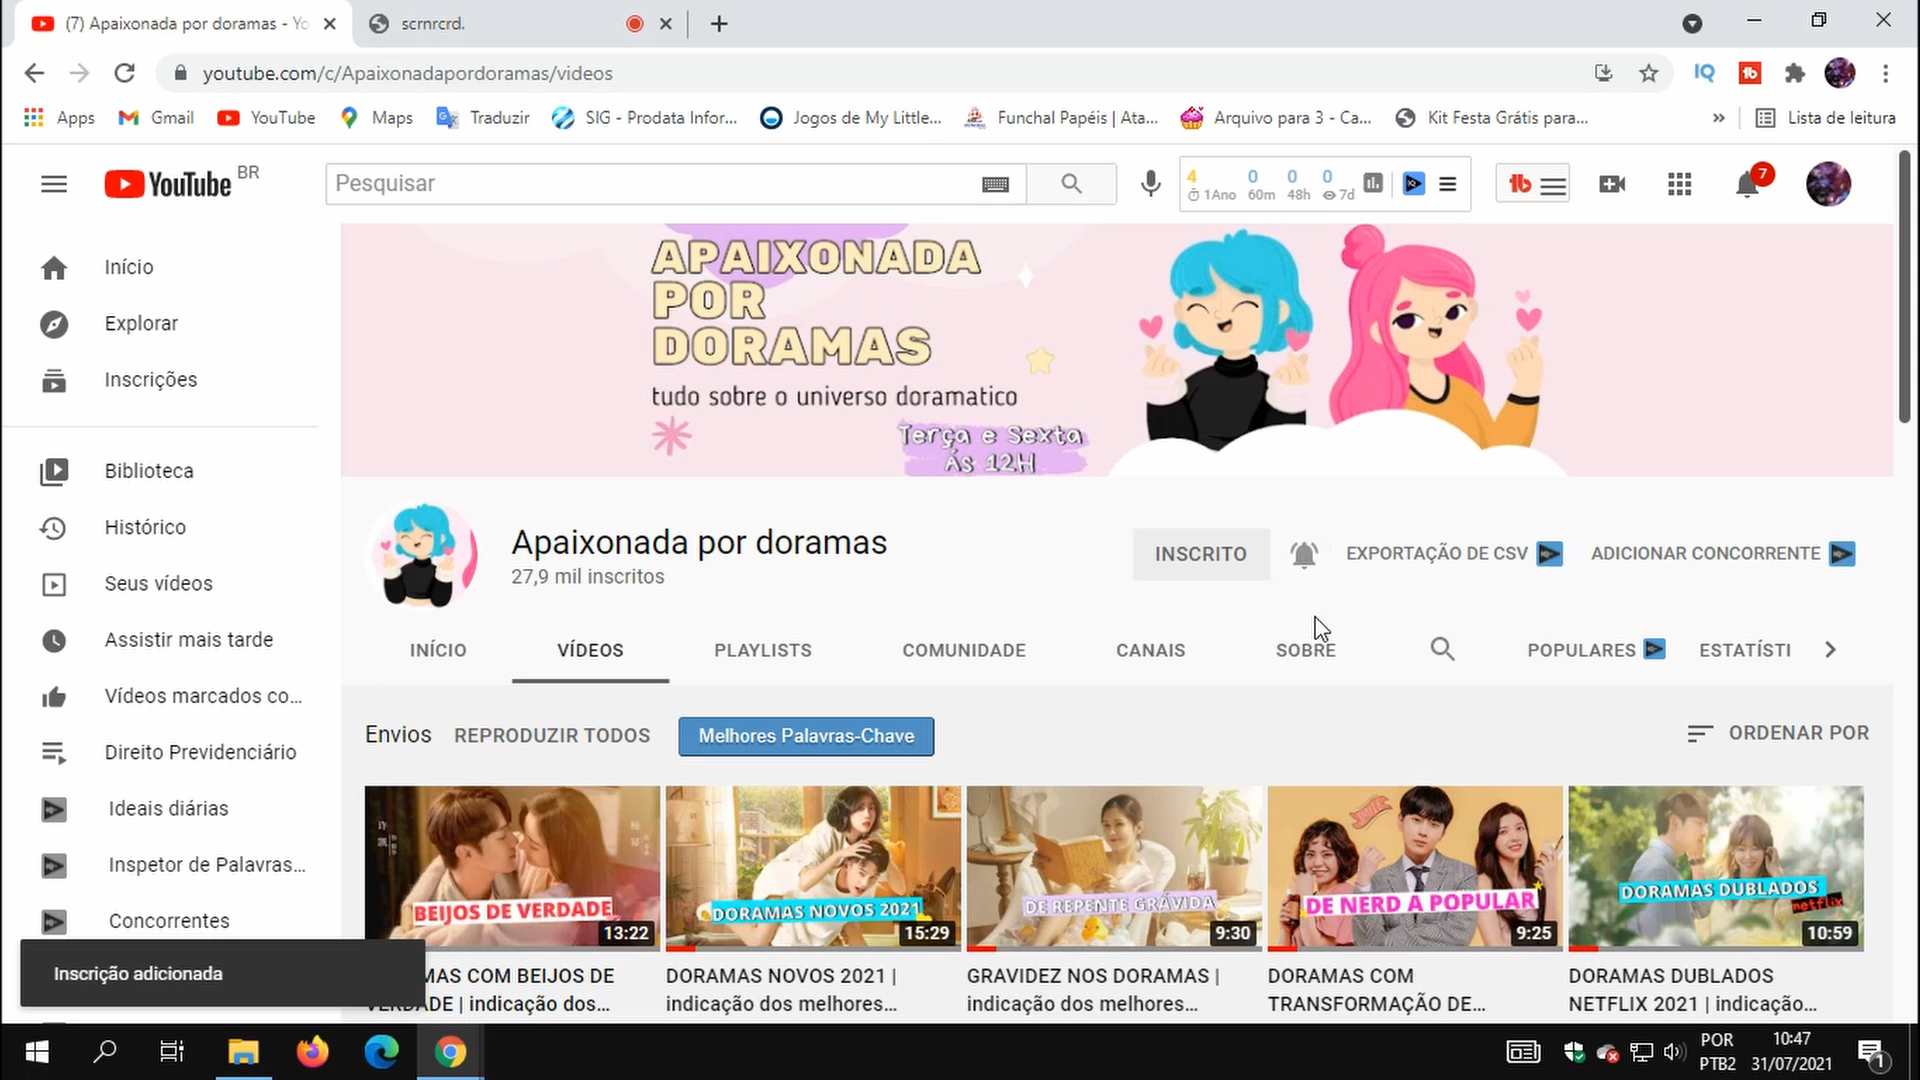 (7) Apaixonada por doramas - Yo
scrnrcrd.
youtube.com/c/Apaixonadapordoramas/videos
IQ
Apps
Gmail
YouTube
Maps
Traduzir
SIG - Prodata Infor...
Jogos de My Little...
Funchal Papéis | Ata...
Arquivo para 3 - Ca...
Kit Festa Grátis para...
»
Lista de leitura
YouTube BR
Pesquisar
4 0 0 0
1Ano 60m 48h 7d
7
Início
Explorar
Inscrições
Biblioteca
Histórico
Seus vídeos
Assistir mais tarde
Vídeos marcados co...
Direito Previdenciário
Ideais diárias
Inspetor de Palavras...
Concorrentes
Inscrição adicionada
APAIXONADA
POR
DORAMAS
tudo sobre o universo doramatico
Terça e Sexta
Ás 12H
Apaixonada por doramas
27,9 mil inscritos
INSCRITO
EXPORTAÇÃO DE CSV
ADICIONAR CONCORRENTE
INÍCIO
VÍDEOS
PLAYLISTS
COMUNIDADE
CANAIS
SOBRE
POPULARES
ESTATÍSTI
Envios
REPRODUZIR TODOS
Melhores Palavras-Chave
ORDENAR POR
BEIJOS DE VERDADE
13:22
DORAMAS NOVOS 2021
15:29
DE REPENTE GRÁVIDA
9:30
DE NERD A POPULAR
9:25
DORAMAS DUBLADOS
netflix
10:59
MAS COM BEIJOS DE
VERDADE | indicação dos...
DORAMAS NOVOS 2021 |
indicação dos melhores...
GRAVIDEZ NOS DORAMAS |
indicação dos melhores...
DORAMAS COM
TRANSFORMAÇÃO DE...
DORAMAS DUBLADOS
NETFLIX 2021 | indicação...
POR
PTB2
10:47
31/07/2021
1